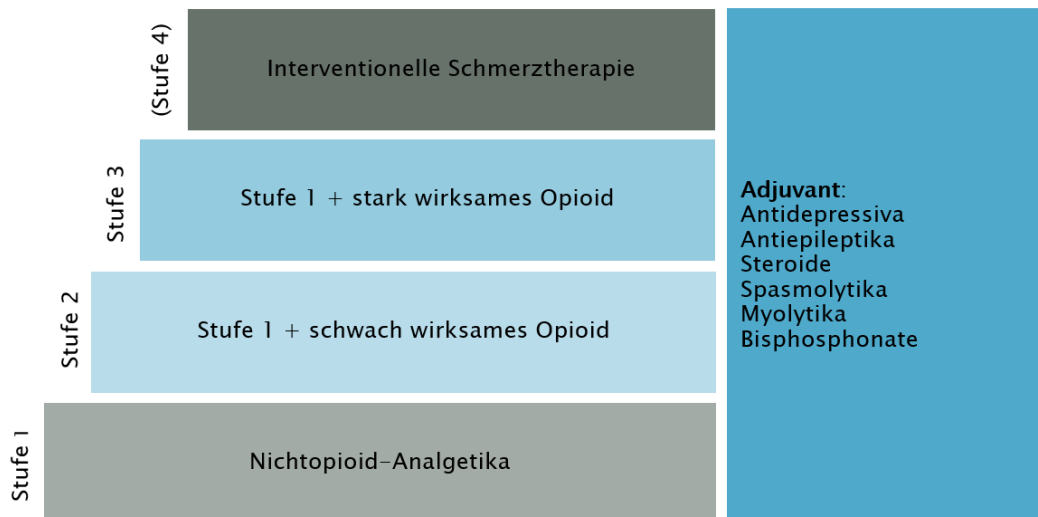 (Stufe 4)
Interventionelle Schmerztherapie
Stufe 3
Stufe 1 + stark wirksames Opioid
Stufe 2
Stufe 1 + schwach wirksames Opioid
Stufe 1
Nichtopioid-Analgetika
Adjuvant:
Antidepressiva
Antiepileptika
Steroide
Spasmolytika
Myolytika
Bisphosphonate